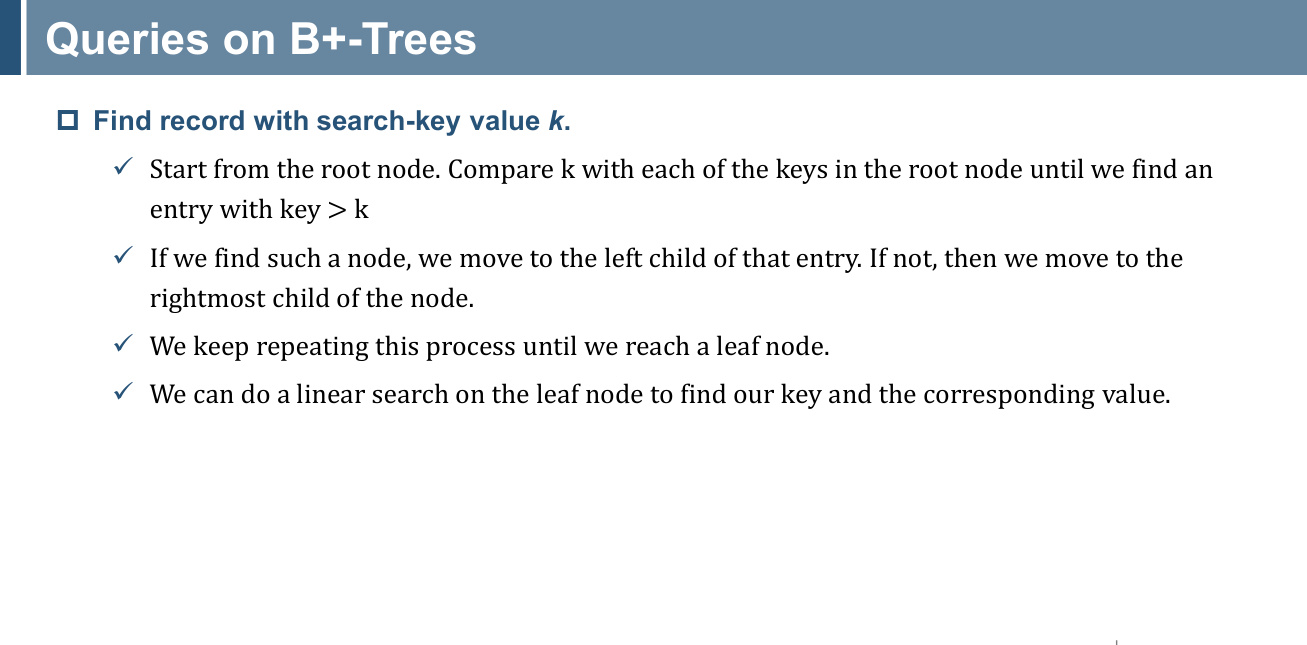 Queries on B+-Trees
Find record with search-key value k.
Start from the root node. Compare k with each of the keys in the root node until we find an
entry with key > k
If we find such a node, we move to the left child of that entry. If not, then we move to the
rightmost child of the node.
We keep repeating this process until we reach a leaf node.
We can do a linear search on the leaf node to find our key and the corresponding value.